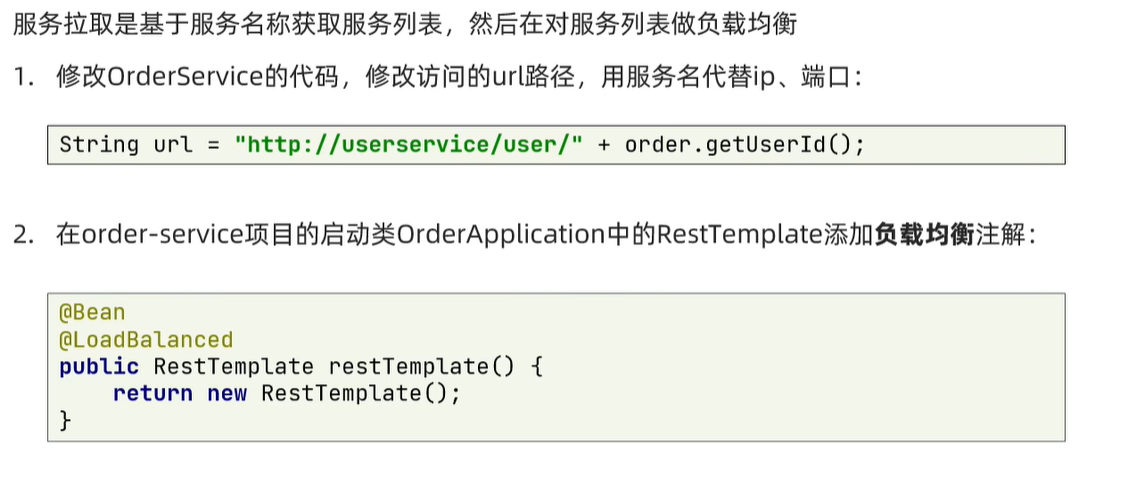 服务拉取是基于服务名称获取服务列表，然后在对服务列表做负载均衡
1. 修改OrderService的代码，修改访问的url路径，用服务名代替ip、端口：
String url = "http://userservice/user/" + order.getUserId();
2. 在order-service项目的启动类OrderApplication中的RestTemplate添加负载均衡注解：
@Bean
@LoadBalanced
public RestTemplate restTemplate() {
    return new RestTemplate();
}